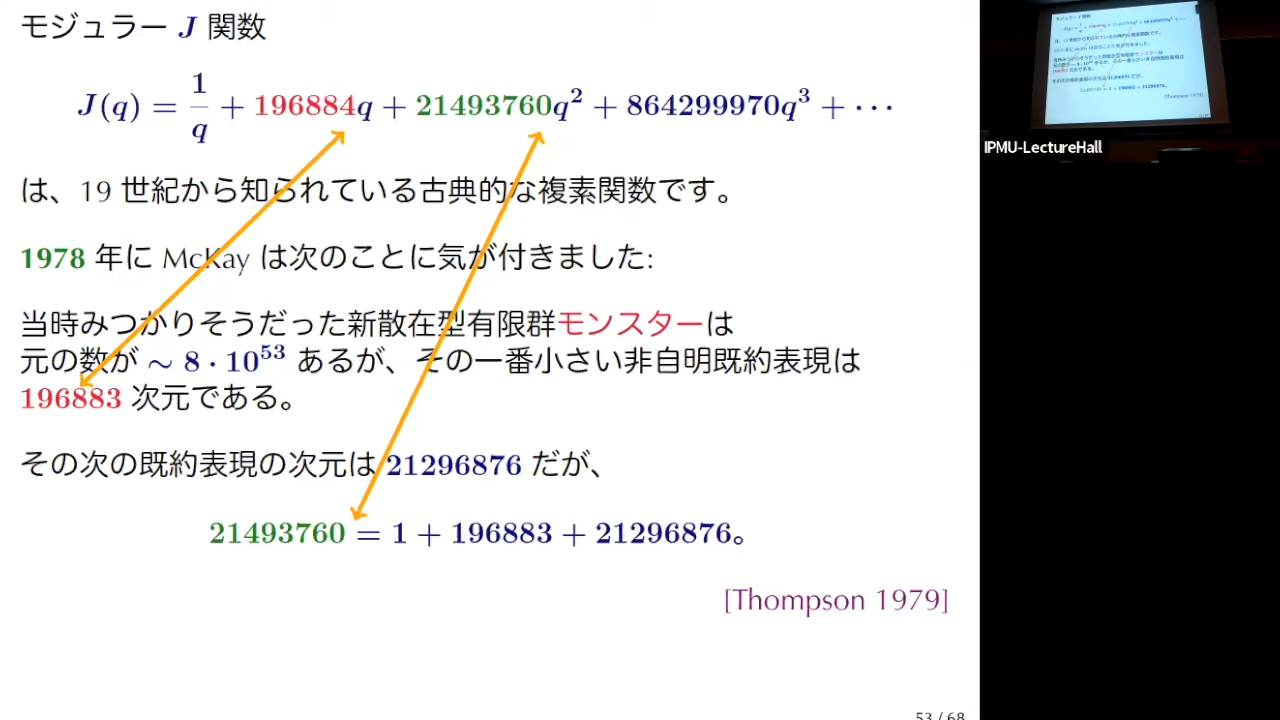 モジュラー J 関数
J(q) = 1/q + 196884q + 21493760q² + 864299970q³ + ⋯
は、19 世紀から知られている古典的な複素関数です。
1978 年に McKay は次のことに気が付きました:
当時みつかりそうだった新散在型有限群モンスターは
元の数が ∼ 8 · 10⁵³ あるが、その一番小さい非自明既約表現は
196883 次元である。
その次の既約表現の次元は 21296876 だが、
21493760 = 1 + 196883 + 21296876。
[Thompson 1979]
53 / 68
IPMU-LectureHall